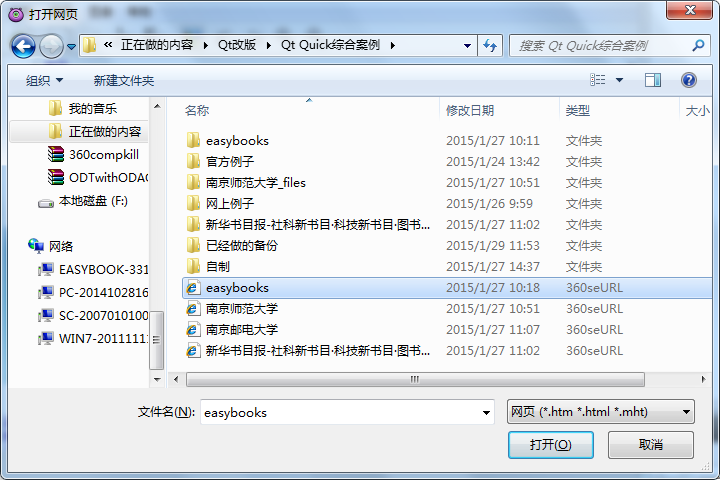 打开网页
« 正在做的内容 ▸ Qt改版 ▸ Qt Quick综合案例 ▸
搜索 Qt Quick综合案例
组织 新建文件夹
名称 修改日期 类型 大小
我的音乐
正在做的内容
360compkill
ODTwithODAC
本地磁盘 (F:)
网络
EASYBOOK-331
PC-2014102816
SC-2007010100
WIN7-20111111
easybooks 2015/1/27 10:11 文件夹
官方例子 2015/1/24 13:42 文件夹
南京师范大学_files 2015/1/27 10:51 文件夹
网上例子 2015/1/26 9:59 文件夹
新华书目报-社科新书目·科技新书目·图书... 2015/1/27 11:02 文件夹
已经做的备份 2015/1/29 11:53 文件夹
自制 2015/1/27 14:37 文件夹
easybooks 2015/1/27 10:18 360seURL
南京师范大学 2015/1/27 10:51 360seURL
南京邮电大学 2015/1/27 11:07 360seURL
新华书目报-社科新书目·科技新书目·图书... 2015/1/27 11:02 360seURL
文件名(N): easybooks 网页 (*.htm *.html *.mht)
打开(O) 取消